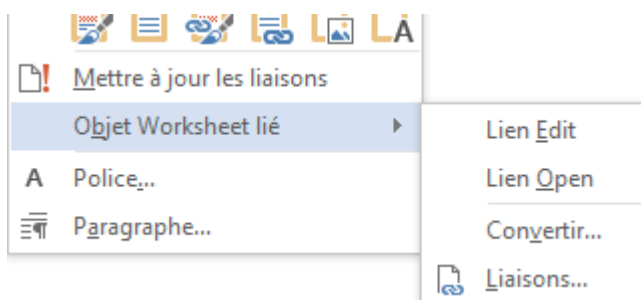 Mettre à jour les liaisons
Objet Worksheet lié
Lien Edit
A Police...
Lien Open
Paragraphe...
Convertir...
Liaisons...